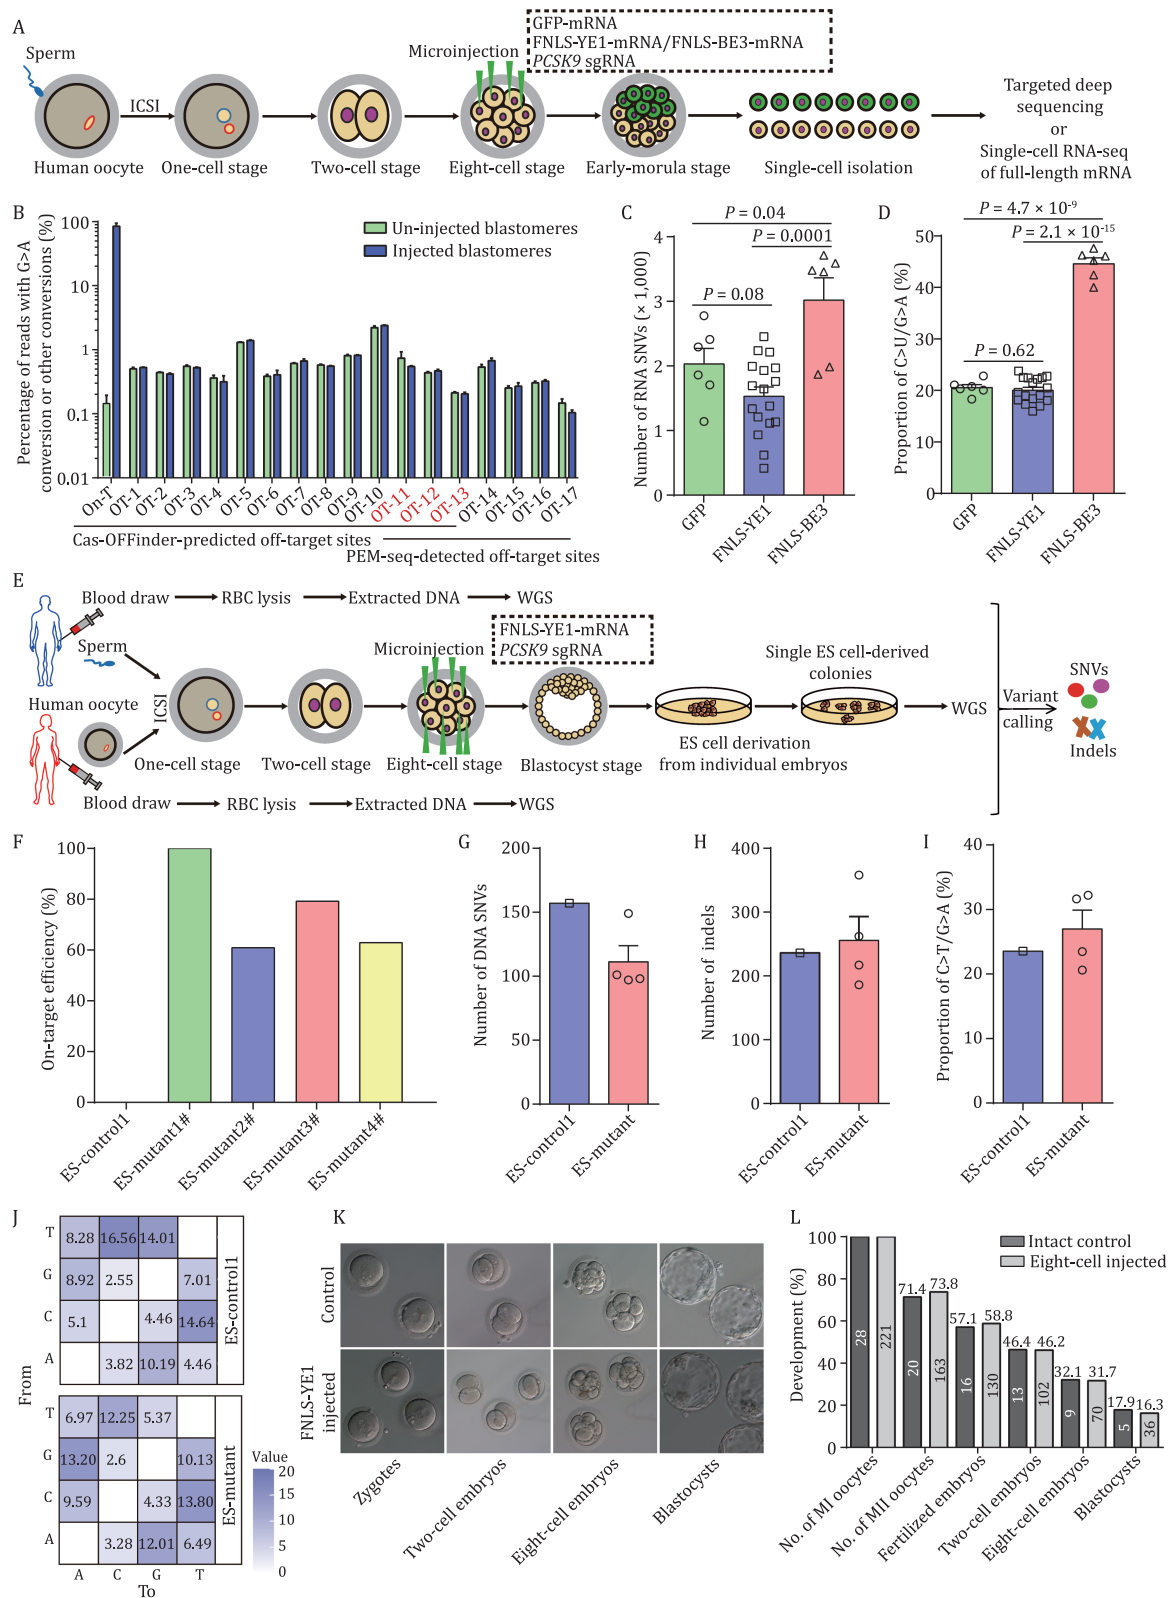 A
Sperm
ICSI
Microinjection
GFP-mRNA
FNLS-YE1-mRNA/FNLS-BE3-mRNA
PCSK9 sgRNA
Human oocyte
One-cell stage
Two-cell stage
Eight-cell stage
Early-morula stage
Single-cell isolation
Targeted deep
sequencing
or
Single-cell RNA-seq
of full-length mRNA
B
Percentage of reads with G>A
conversion or other conversions (%)
100
10
1
0.1
0.01
Un-injected blastomeres
Injected blastomeres
On-T
OT-1
OT-2
OT-3
OT-4
OT-5
OT-6
OT-7
OT-8
OT-9
OT-10
OT-11
OT-12
OT-13
OT-14
OT-15
OT-16
OT-17
Cas-OFFinder-predicted off-target sites
PEM-seq-detected off-target sites
C
P = 0.04
P = 0.0001
P = 0.08
Number of RNA SNVs (× 1,000)
4
3
2
1
0
GFP
FNLS-YE1
FNLS-BE3
D
P = 4.7 × 10-9
P = 2.1 × 10-15
P = 0.62
Proportion of C>U/G>A (%)
50
40
30
20
10
0
GFP
FNLS-YE1
FNLS-BE3
E
Blood draw
RBC lysis
Extracted DNA
WGS
Sperm
Human oocyte
ICSI
Microinjection
FNLS-YE1-mRNA
PCSK9 sgRNA
One-cell stage
Two-cell stage
Eight-cell stage
Blastocyst stage
ES cell derivation
from individual embryos
Single ES cell-derived
colonies
WGS
Variant
calling
SNVs
Indels
Blood draw
RBC lysis
Extracted DNA
WGS
F
On-target efficiency (%)
100
80
60
40
20
0
ES-control1
ES-mutant1#
ES-mutant2#
ES-mutant3#
ES-mutant4#
G
Number of DNA SNVs
200
150
100
50
0
ES-control1
ES-mutant
H
Number of indels
400
300
200
100
0
ES-control1
ES-mutant
I
Proportion of C>T/G>A (%)
40
30
20
10
0
ES-control1
ES-mutant
J
From
T 8.28 16.56 14.01
G 8.92 2.55 7.01
C 5.1 4.46 14.64
A 3.82 10.19 4.46
ES-control1
T 6.97 12.25 5.37
G 13.20 2.6 10.13
C 9.59 4.33 13.80
A 3.28 12.01 6.49
ES-mutant
A C G T
To
Value
20
15
10
5
0
K
Control
FNLS-YE1
injected
Zygotes
Two-cell embryos
Eight-cell embryos
Blastocysts
L
Development (%)
100
80
60
40
20
0
Intact control
Eight-cell injected
71.4 73.8
57.1 58.8
46.4 46.2
32.1 31.7
17.9 16.3
28 221 20 163 16 130 13 102 9 70 5 36
No. of MI oocytes
No. of MII oocytes
Fertilized embryos
Two-cell embryos
Eight-cell embryos
Blastocysts